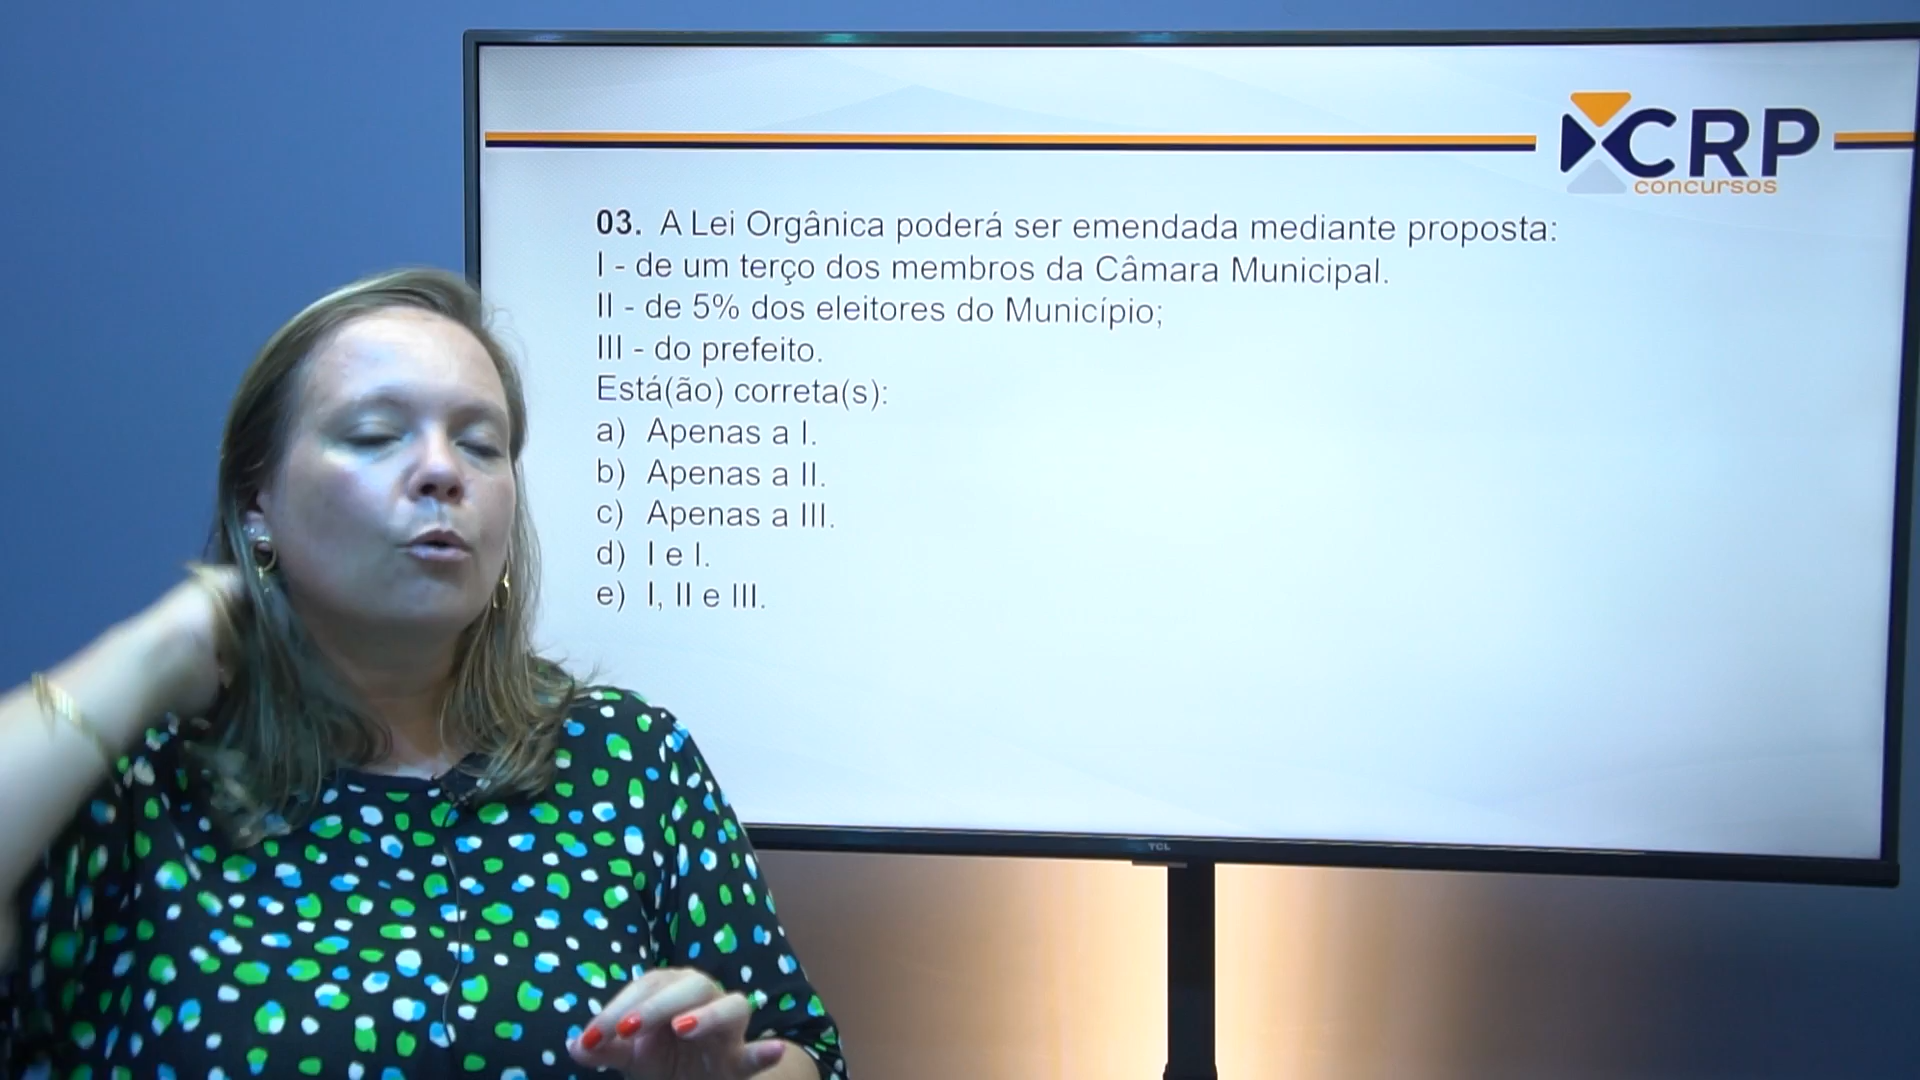 CRP
concursos
03. A Lei Orgânica poderá ser emendada mediante proposta:
I - de um terço dos membros da Câmara Municipal.
II - de 5% dos eleitores do Município;
III - do prefeito.
Está(ão) correta(s):
a) Apenas a I.
b) Apenas a II.
c) Apenas a III.
d) I e I.
e) I, II e III.
TCL